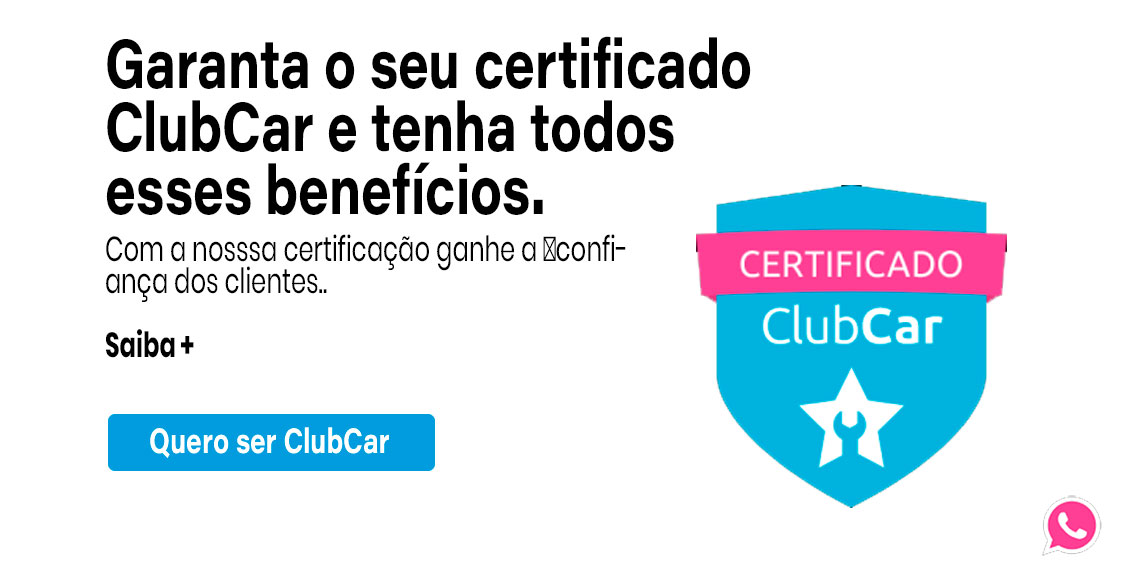 Garanta o seu certificado
ClubCar e tenha todos
esses benefícios.
Com a nosssa certificação ganhe a ☒confi-
ança dos clientes..
Saiba +
Quero ser ClubCar
CERTIFICADO
ClubCar